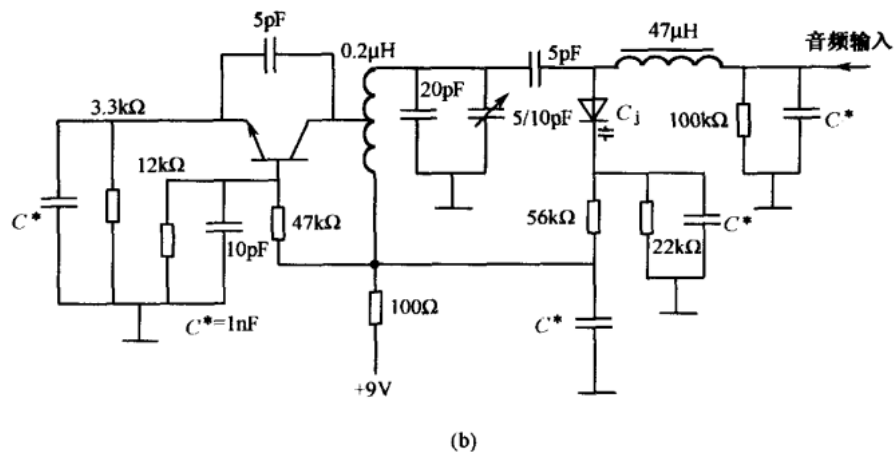 5pF
0.2μH
5pF
47μH
音频输入
3.3kΩ
20pF
5/10pF
C_j
100kΩ
C*
12kΩ
C*
10pF
47kΩ
56kΩ
22kΩ
C*
C*=1nF
100Ω
C*
+9V
(b)